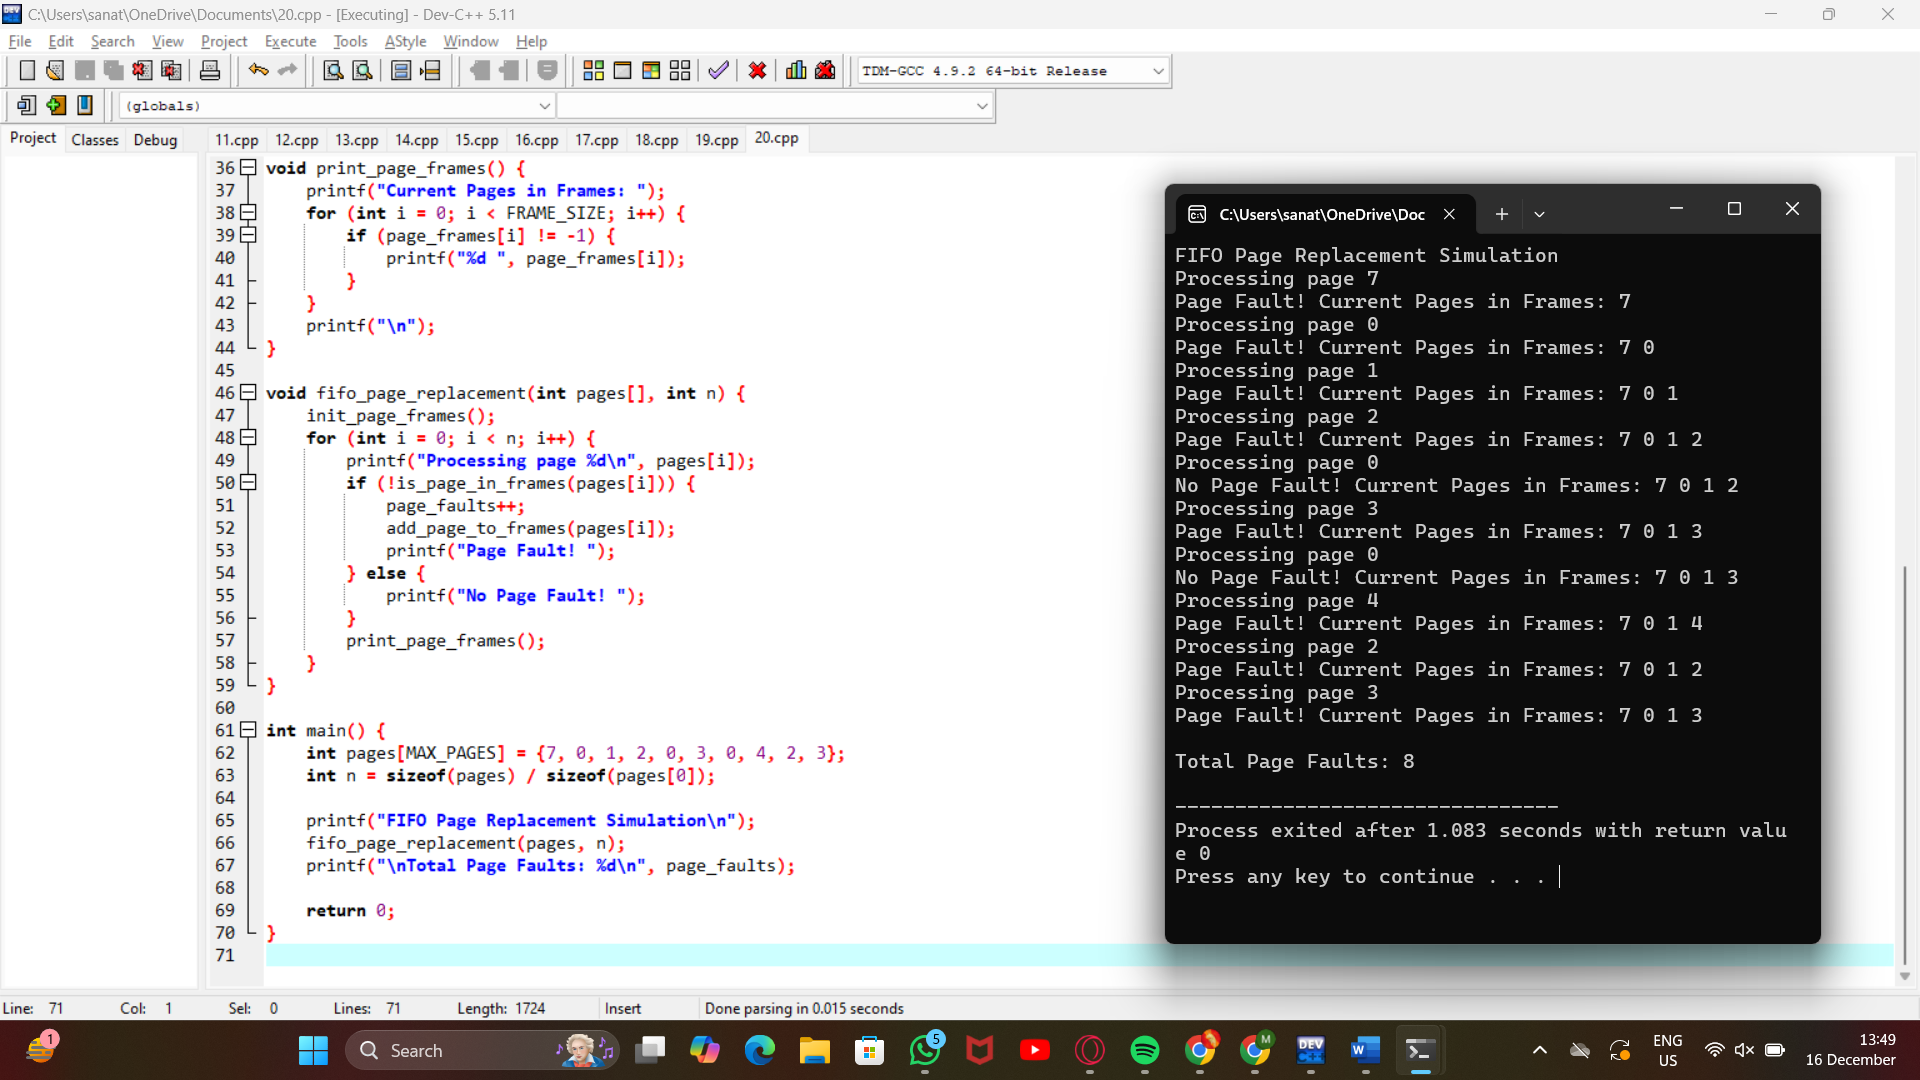 C:\Users\sanat\OneDrive\Documents\20.cpp - [Executing] - Dev-C++ 5.11
File Edit Search View Project Execute Tools AStyle Window Help
TDM-GCC 4.9.2 64-bit Release
(globals)
Project Classes Debug
11.cpp 12.cpp 13.cpp 14.cpp 15.cpp 16.cpp 17.cpp 18.cpp 19.cpp 20.cpp
36 void print_page_frames() {
37 printf("Current Pages in Frames: ");
38 for (int i = 0; i < FRAME_SIZE; i++) {
39 if (page_frames[i] != -1) {
40 printf("%d ", page_frames[i]);
41 }
42 }
43 printf("\n");
44 }
45
46 void fifo_page_replacement(int pages[], int n) {
47 init_page_frames();
48 for (int i = 0; i < n; i++) {
49 printf("Processing page %d\n", pages[i]);
50 if (!is_page_in_frames(pages[i])) {
51 page_faults++;
52 add_page_to_frames(pages[i]);
53 printf("Page Fault! ");
54 } else {
55 printf("No Page Fault! ");
56 }
57 print_page_frames();
58 }
59 }
60
61 int main() {
62 int pages[MAX_PAGES] = {7, 0, 1, 2, 0, 3, 0, 4, 2, 3};
63 int n = sizeof(pages) / sizeof(pages[0]);
64
65 printf("FIFO Page Replacement Simulation\n");
66 fifo_page_replacement(pages, n);
67 printf("\nTotal Page Faults: %d\n", page_faults);
68
69 return 0;
70 }
71
C:\Users\sanat\OneDrive\Doc
FIFO Page Replacement Simulation
Processing page 7
Page Fault! Current Pages in Frames: 7
Processing page 0
Page Fault! Current Pages in Frames: 7 0
Processing page 1
Page Fault! Current Pages in Frames: 7 0 1
Processing page 2
Page Fault! Current Pages in Frames: 7 0 1 2
Processing page 0
No Page Fault! Current Pages in Frames: 7 0 1 2
Processing page 3
Page Fault! Current Pages in Frames: 7 0 1 3
Processing page 0
No Page Fault! Current Pages in Frames: 7 0 1 3
Processing page 4
Page Fault! Current Pages in Frames: 7 0 1 4
Processing page 2
Page Fault! Current Pages in Frames: 7 0 1 2
Processing page 3
Page Fault! Current Pages in Frames: 7 0 1 3
Total Page Faults: 8
--------------------------------
Process exited after 1.083 seconds with return valu
e 0
Press any key to continue . . .
Line: 71 Col: 1 Sel: 0 Lines: 71 Length: 1724 Insert Done parsing in 0.015 seconds
1
Search
5
M
DEV
W
ENG
US
13:49
16 December